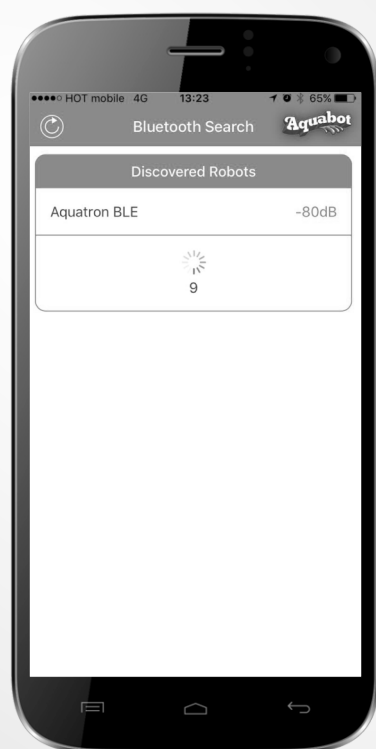 HOT mobile 4G 13:23 65%
Bluetooth Search Aquabot
Discovered Robots
Aquatron BLE -80dB
9